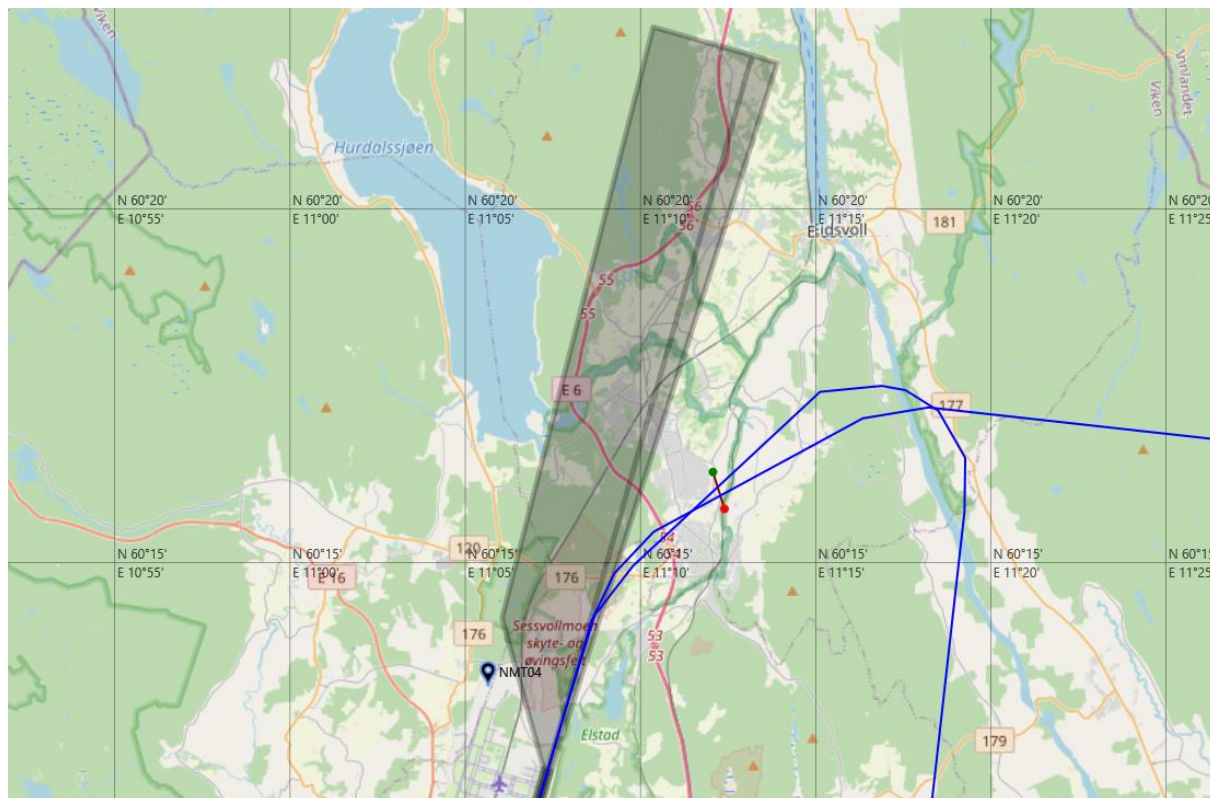 Viken
Innlandet
Viken
Hurdalssjøen
N 60°20'
E 10°55'
N 60°20'
E 11°00'
N 60°20'
E 11°05'
N 60°20'
E 11°10'
N 60°20'
E 11°15'
N 60°20'
E 11°20'
N 60°20'
E 11°25'
56
56
181
Eidsvoll
55
55
E 6
177
54
54
N 60°15'
E 10°55'
N 60°15'
E 11°00'
N 60°15'
E 11°05'
N 60°15'
E 11°10'
N 60°15'
E 11°15'
N 60°15'
E 11°20'
N 60°15'
E 11°25'
120
E 16
176
176
Sessvollmoen
skyte- og
øvingsfelt
53
53
NMT04
Elstad
179